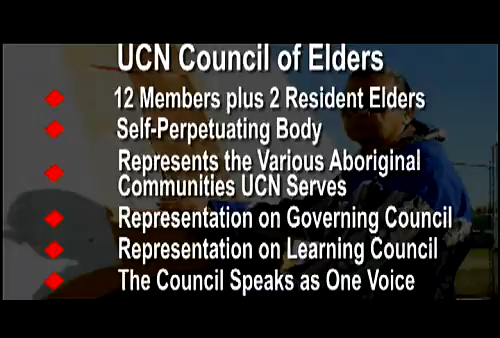 UCN Council of Elders
12 Members plus 2 Resident Elders
Self-Perpetuating Body
Represents the Various Aboriginal
Communities UCN Serves
Representation on Governing Council
Representation on Learning Council
The Council Speaks as One Voice